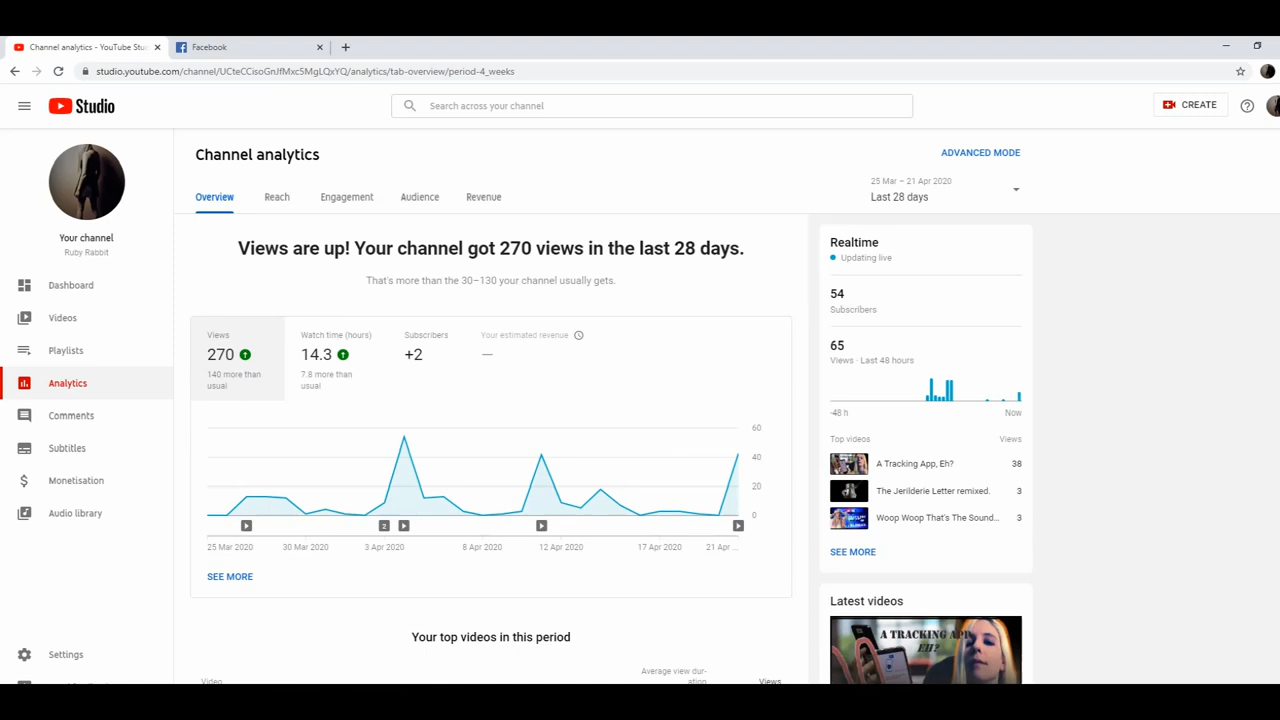 Channel analytics - YouTube Stu
Facebook
studio.youtube.com/channel/UCteCCisoGnJfMxc5MgLQxYQ/analytics/tab-overview/period-4_weeks
Studio
Search across your channel
CREATE
Your channel
Ruby Rabbit
Dashboard
Videos
Playlists
Analytics
Comments
Subtitles
Monetisation
Audio library
Settings
Channel analytics
ADVANCED MODE
25 Mar – 21 Apr 2020
Last 28 days
Overview Reach Engagement Audience Revenue
Views are up! Your channel got 270 views in the last 28 days.
That's more than the 30–130 your channel usually gets.
Views
270
140 more than
usual
Watch time (hours)
14.3
7.8 more than
usual
Subscribers
+2
Your estimated revenue
—
60
40
20
0
2
25 Mar 2020 30 Mar 2020 3 Apr 2020 8 Apr 2020 12 Apr 2020 17 Apr 2020 21 Apr ...
SEE MORE
Your top videos in this period
Average view dur-
ation
Video
Views
Realtime
Updating live
54
Subscribers
65
Views · Last 48 hours
-48 h Now
Top videos Views
A Tracking App, Eh? 38
The Jerilderie Letter remixed. 3
Woop Woop That's The Sound... 3
SEE MORE
Latest videos
A TRACKING APP
EH?